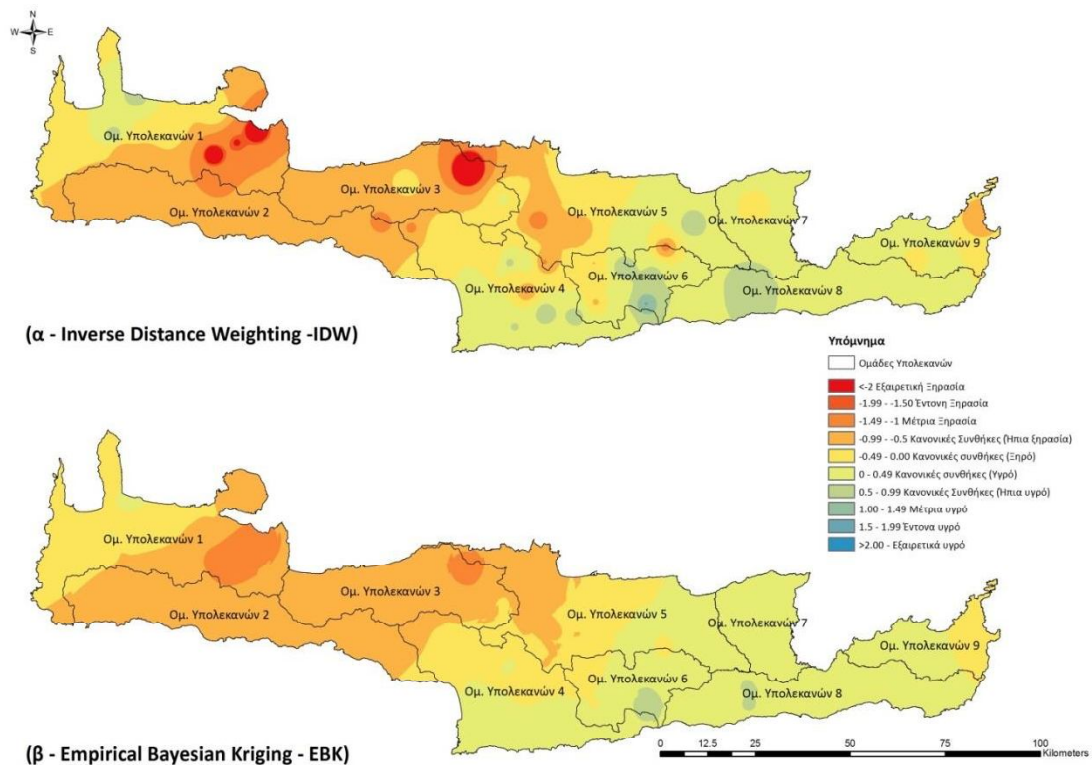 N
W E
S
Ομ. Υπολεκανών 1
Ομ. Υπολεκανών 2
Ομ. Υπολεκανών 3
Ομ. Υπολεκανών 4
Ομ. Υπολεκανών 5
Ομ. Υπολεκανών 6
Ομ. Υπολεκανών 7
Ομ. Υπολεκανών 8
Ομ. Υπολεκανών 9
(α - Inverse Distance Weighting -IDW)
Υπόμνημα
Ομάδες Υπολεκανών
<-2 Εξαιρετική Ξηρασία
-1.99 - -1.50 Έντονη Ξηρασία
-1.49 - -1 Μέτρια Ξηρασία
-0.99 - -0.5 Κανονικές Συνθήκες (Ήπια ξηρασία)
-0.49 - 0.00 Κανονικές συνθήκες (Ξηρό)
0 - 0.49 Κανονικές συνθήκες (Υγρό)
0.5 - 0.99 Κανονικές Συνθήκες (Ήπια υγρό)
1.00 - 1.49 Μέτρια υγρό
1.5 - 1.99 Έντονα υγρό
>2.00 - Εξαιρετικά υγρό
Ομ. Υπολεκανών 1
Ομ. Υπολεκανών 2
Ομ. Υπολεκανών 3
Ομ. Υπολεκανών 4
Ομ. Υπολεκανών 5
Ομ. Υπολεκανών 6
Ομ. Υπολεκανών 7
Ομ. Υπολεκανών 8
Ομ. Υπολεκανών 9
(β - Empirical Bayesian Kriging - EBK)
0 12.5 25 50 75 100
Kilometers